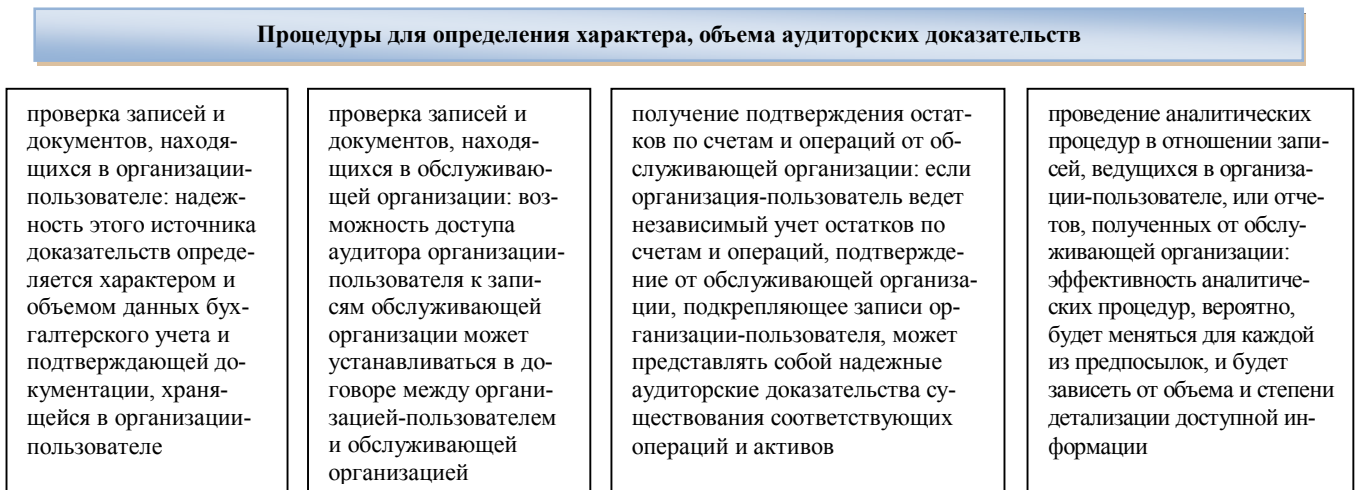 Процедуры для определения характера, объема аудиторских доказательств
проверка записей и
документов, находя-
щихся в организации-
пользователе: надеж-
ность этого источника
доказательств опреде-
ляется характером и
объемом данных бух-
галтерского учета и
подтверждающей до-
кументации, храня-
щейся в организации-
пользователе
проверка записей и
документов, находя-
щихся в обслуживаю-
щей организации: воз-
можность доступа
аудитора организации-
пользователя к запи-
сям обслуживающей
организации может
устанавливаться в до-
говоре между органи-
зацией-пользователем
и обслуживающей
организацией
получение подтверждения остат-
ков по счетам и операций от об-
служивающей организации: если
организация-пользователь ведет
независимый учет остатков по
счетам и операций, подтвержде-
ние от обслуживающей организа-
ции, подкрепляющее записи ор-
ганизации-пользователя, может
представлять собой надежные
аудиторские доказательства су-
ществования соответствующих
операций и активов
проведение аналитических
процедур в отношении запи-
сей, ведущихся в организа-
ции-пользователе, или отче-
тов, полученных от обслу-
живающей организации:
эффективность аналитиче-
ских процедур, вероятно,
будет меняться для каждой
из предпосылок, и будет
зависеть от объема и степени
детализации доступной ин-
формации